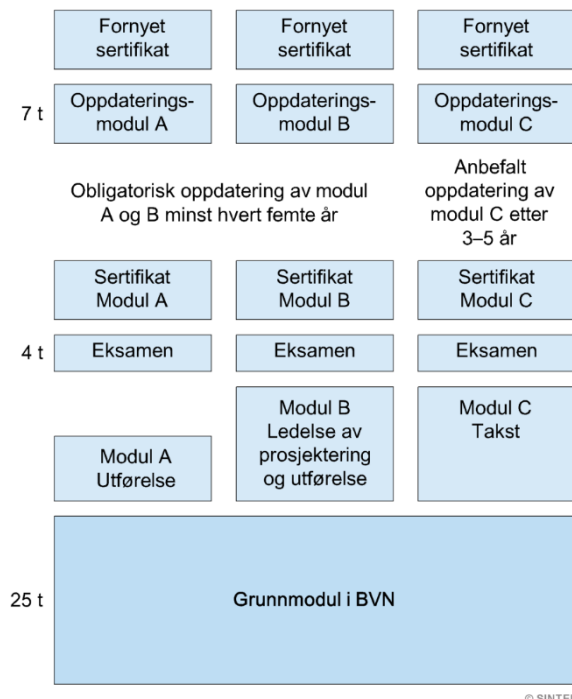 Fornyet
sertifikat
Fornyet
sertifikat
Fornyet
sertifikat
7 t
Oppdaterings-
modul A
Oppdaterings-
modul B
Oppdaterings-
modul C
Obligatorisk oppdatering av modul
A og B minst hvert femte år
Anbefalt
oppdatering av
modul C etter
3–5 år
Sertifikat
Modul A
Sertifikat
Modul B
Sertifikat
Modul C
4 t
Eksamen
Eksamen
Eksamen
Modul A
Utførelse
Modul B
Ledelse av
prosjektering
og utførelse
Modul C
Takst
25 t
Grunnmodul i BVN